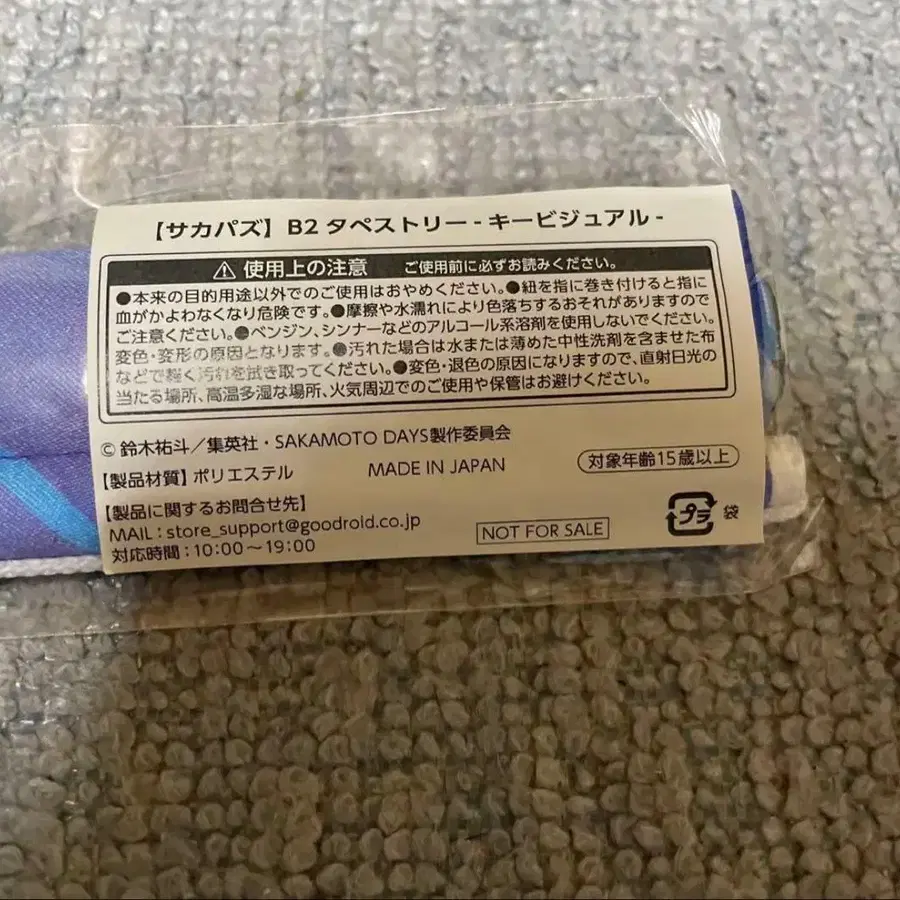 【サカパズ】B2 タペストリー - キービジュアル -
⚠ 使用上の注意 ご使用前に必ずお読みください。
●本来の目的用途以外でのご使用はおやめください。●紐を指に巻き付けると指に
血がかよわなくなり危険です。●摩擦や水濡れにより色落ちするおそれがありますので
ご注意ください。●ベンジン、シンナーなどのアルコール系溶剤を使用しないでください。
変色・変形の原因となります。●汚れた場合は水または薄めた中性洗剤を含ませた布
などで軽く汚れを拭き取ってください。●変色・退色の原因になりますので、直射日光の
当たる場所、高温多湿な場所、火気周辺でのご使用や保管はお避けください。
© 鈴木祐斗／集英社・SAKAMOTO DAYS製作委員会
【製品材質】ポリエステル MADE IN JAPAN 対象年齢15歳以上
【製品に関するお問合せ先】
MAIL：store_support@goodroid.co.jp
対応時間：10:00～19:00
NOT FOR SALE
プラ 袋